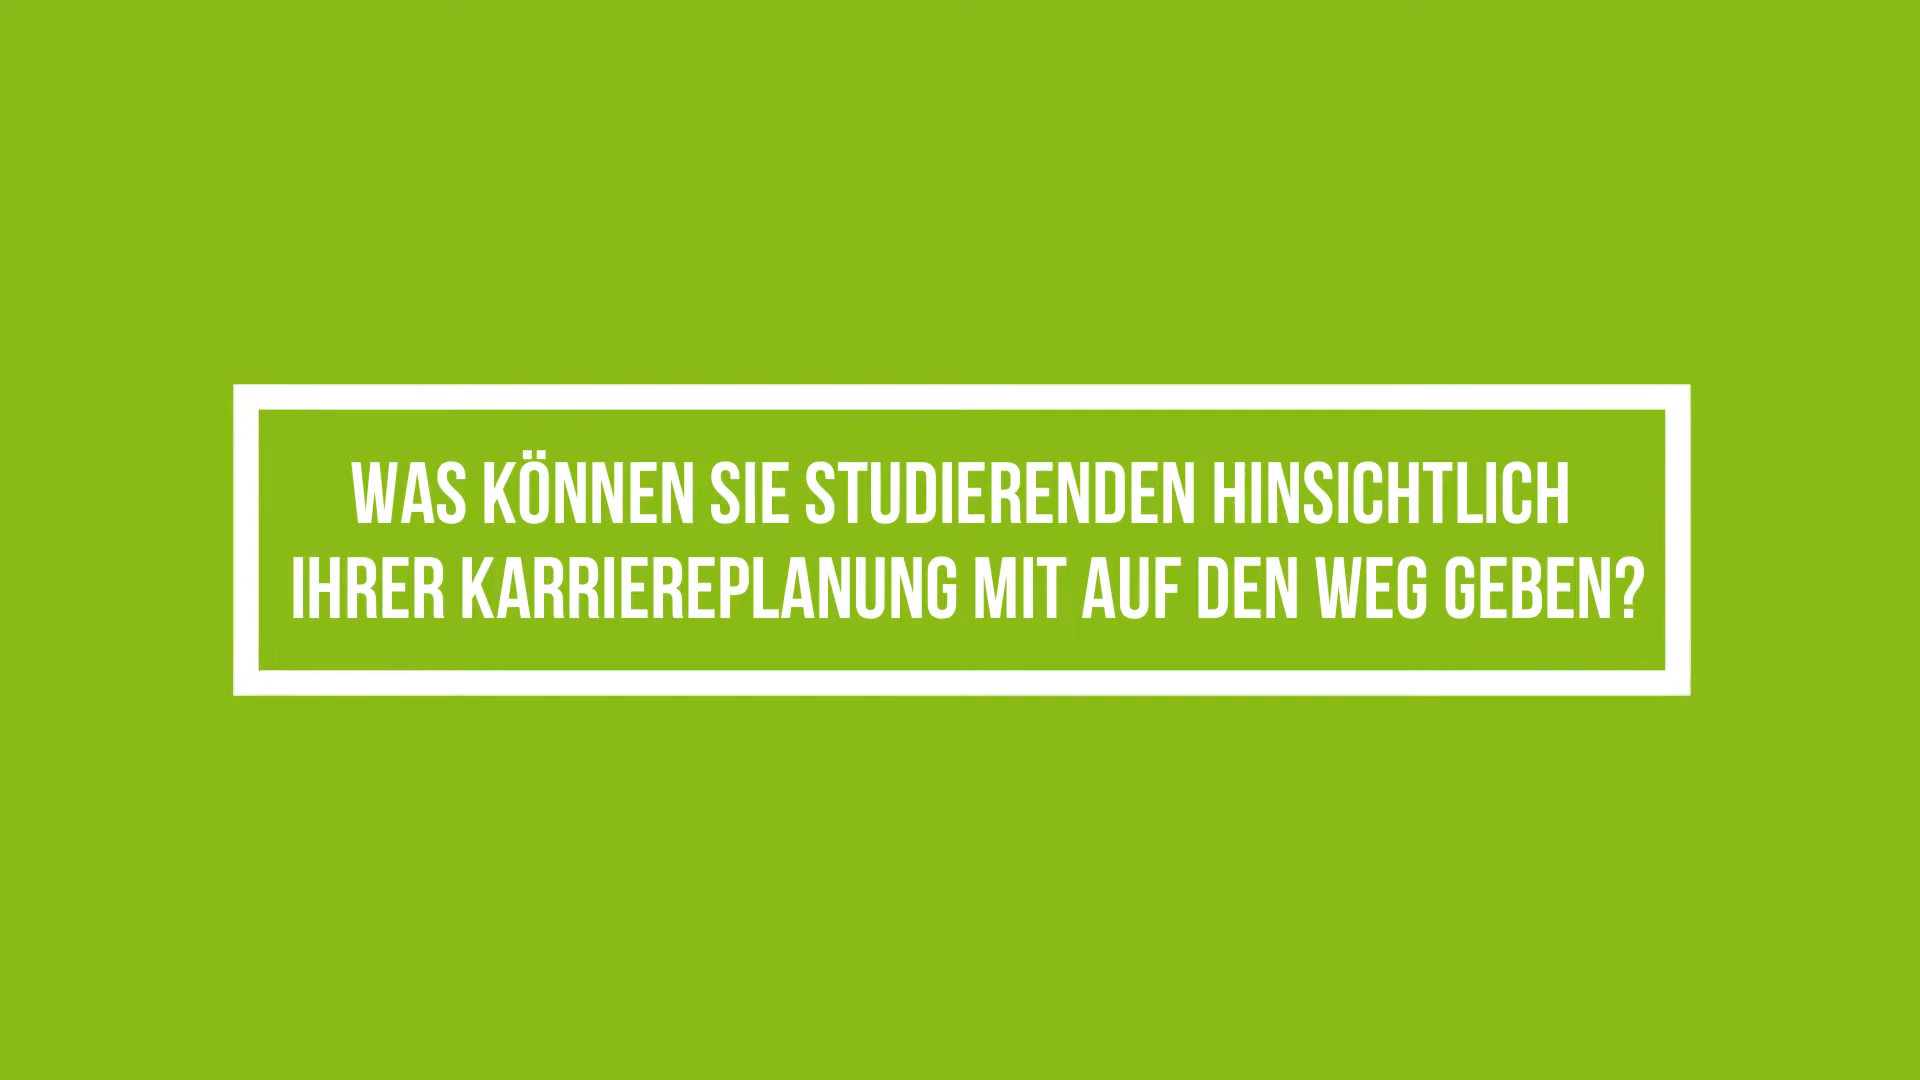 WAS KÖNNEN SIE STUDIERENDEN HINSICHTLICH
IHRER KARRIEREPLANUNG MIT AUF DEN WEG GEBEN?